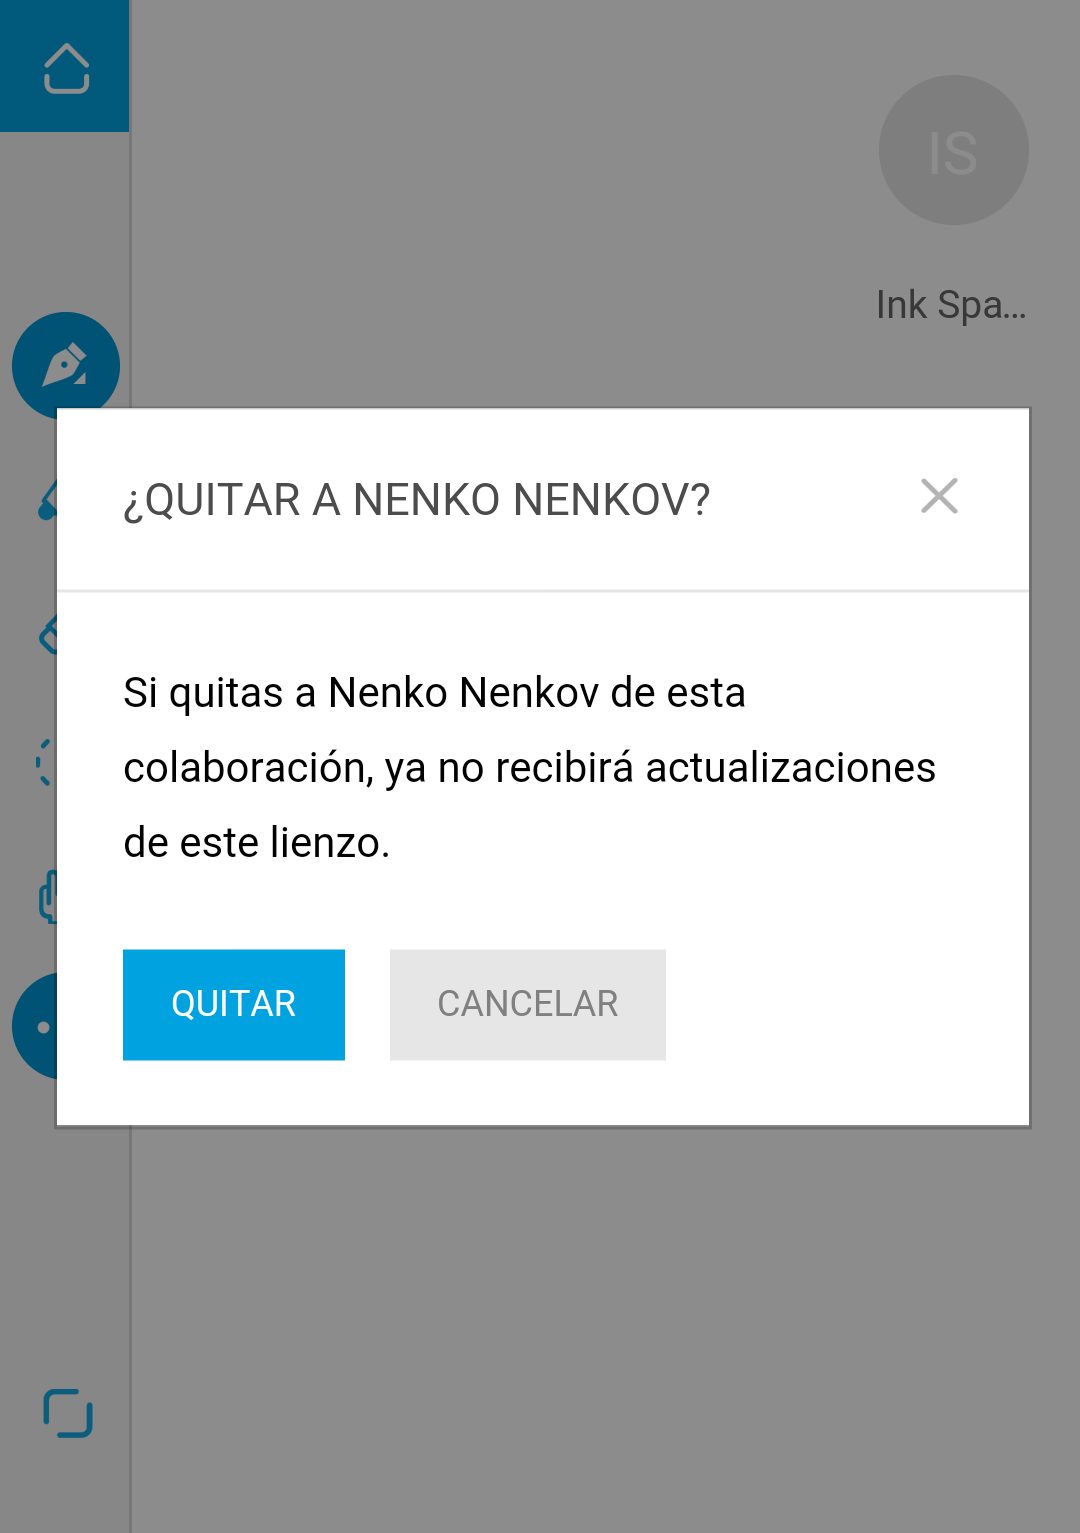 IS
Ink Spa...
¿QUITAR A NENKO NENKOV?
Si quitas a Nenko Nenkov de esta
colaboración, ya no recibirá actualizaciones
de este lienzo.
QUITAR CANCELAR